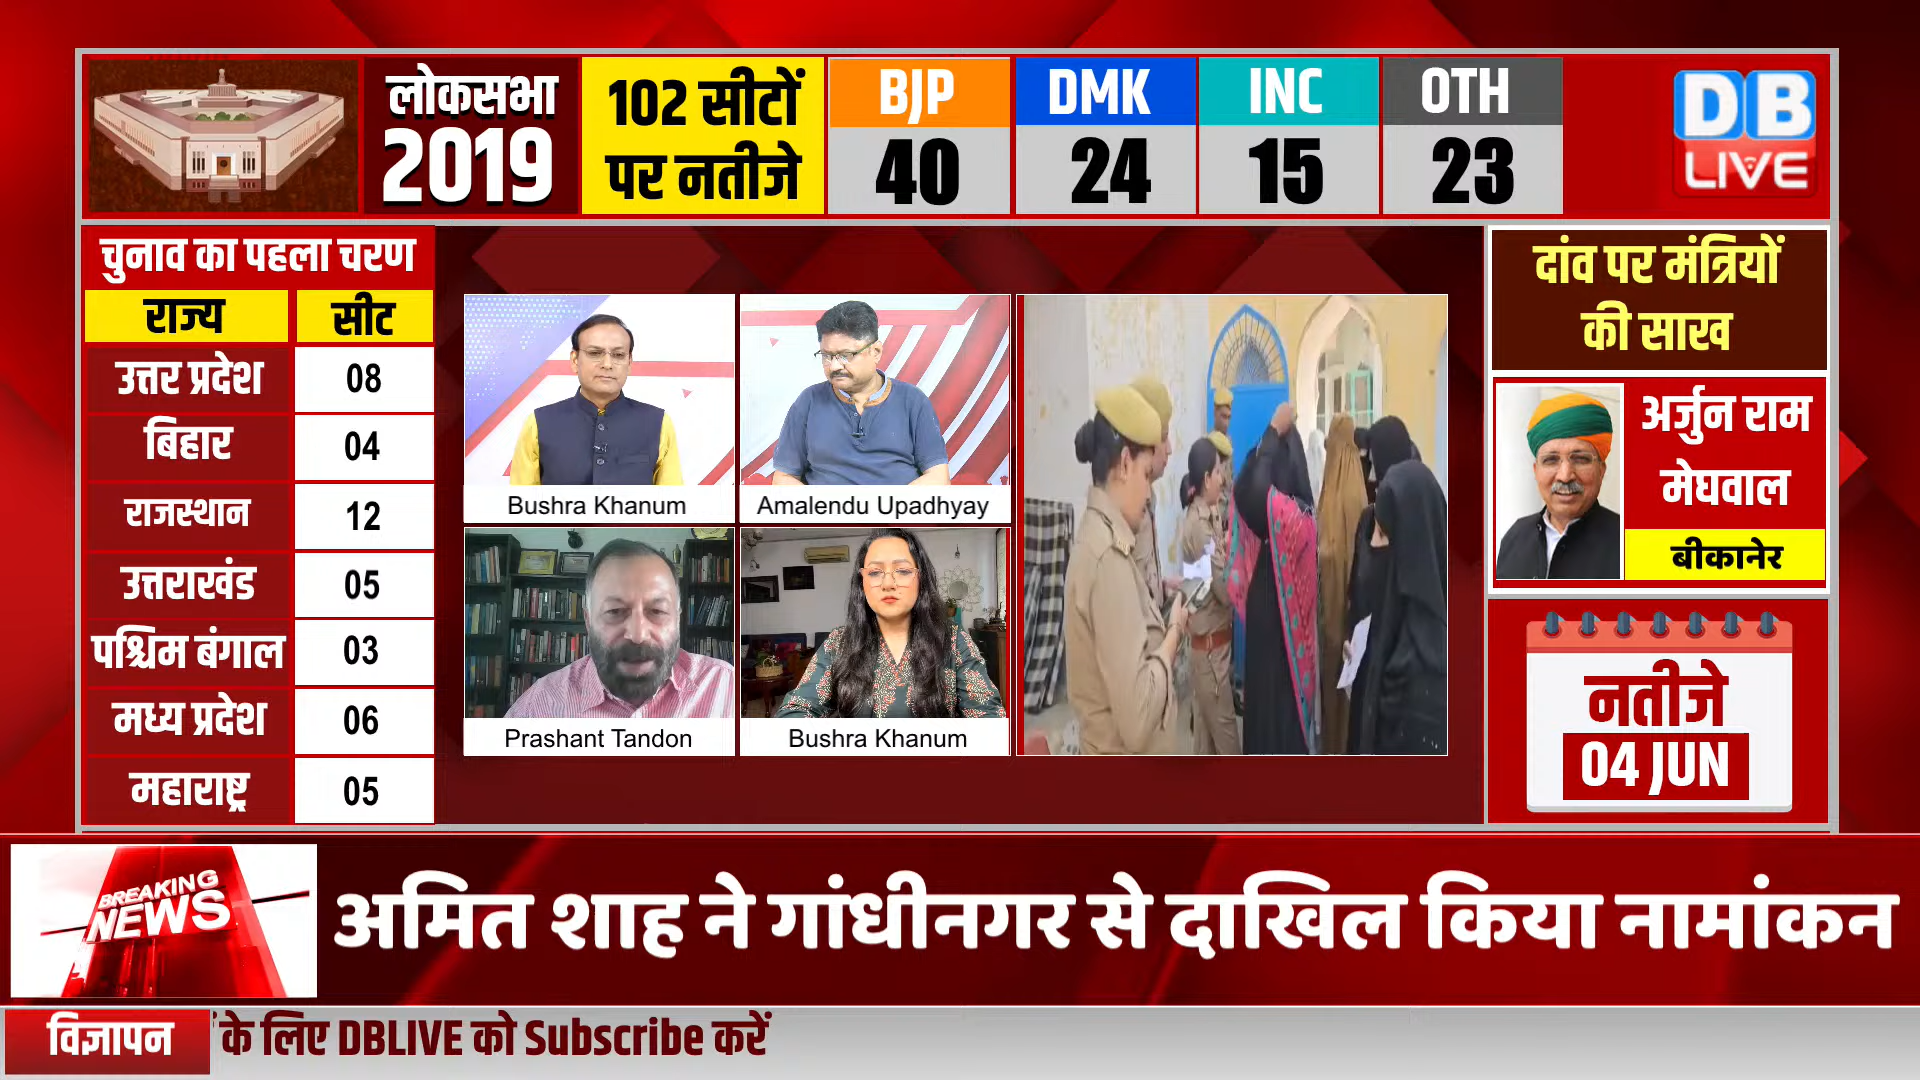 लोकसभा
2019
102 सीटों
पर नतीजे
BJP
40
DMK
24
INC
15
OTH
23
DB
LIVE
चुनाव का पहला चरण
राज्य सीट
उत्तर प्रदेश 08
बिहार 04
राजस्थान 12
उत्तराखंड 05
पश्चिम बंगाल 03
मध्य प्रदेश 06
महाराष्ट्र 05
Bushra Khanum
Amalendu Upadhyay
Prashant Tandon
Bushra Khanum
दांव पर मंत्रियों
की साख
अर्जुन राम
मेघवाल
बीकानेर
नतीजे
04 JUN
BREAKING
NEWS
अमित शाह ने गांधीनगर से दाखिल किया नामांकन
विज्ञापन
के लिए DBLIVE को Subscribe करें